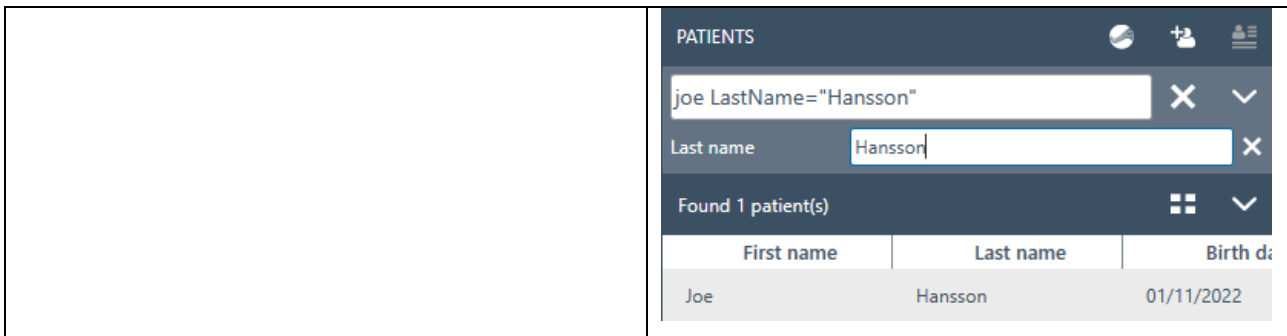 PATIENTS
joe LastName="Hansson"
Last name Hansson
Found 1 patient(s)
First name Last name Birth da
Joe Hansson 01/11/2022